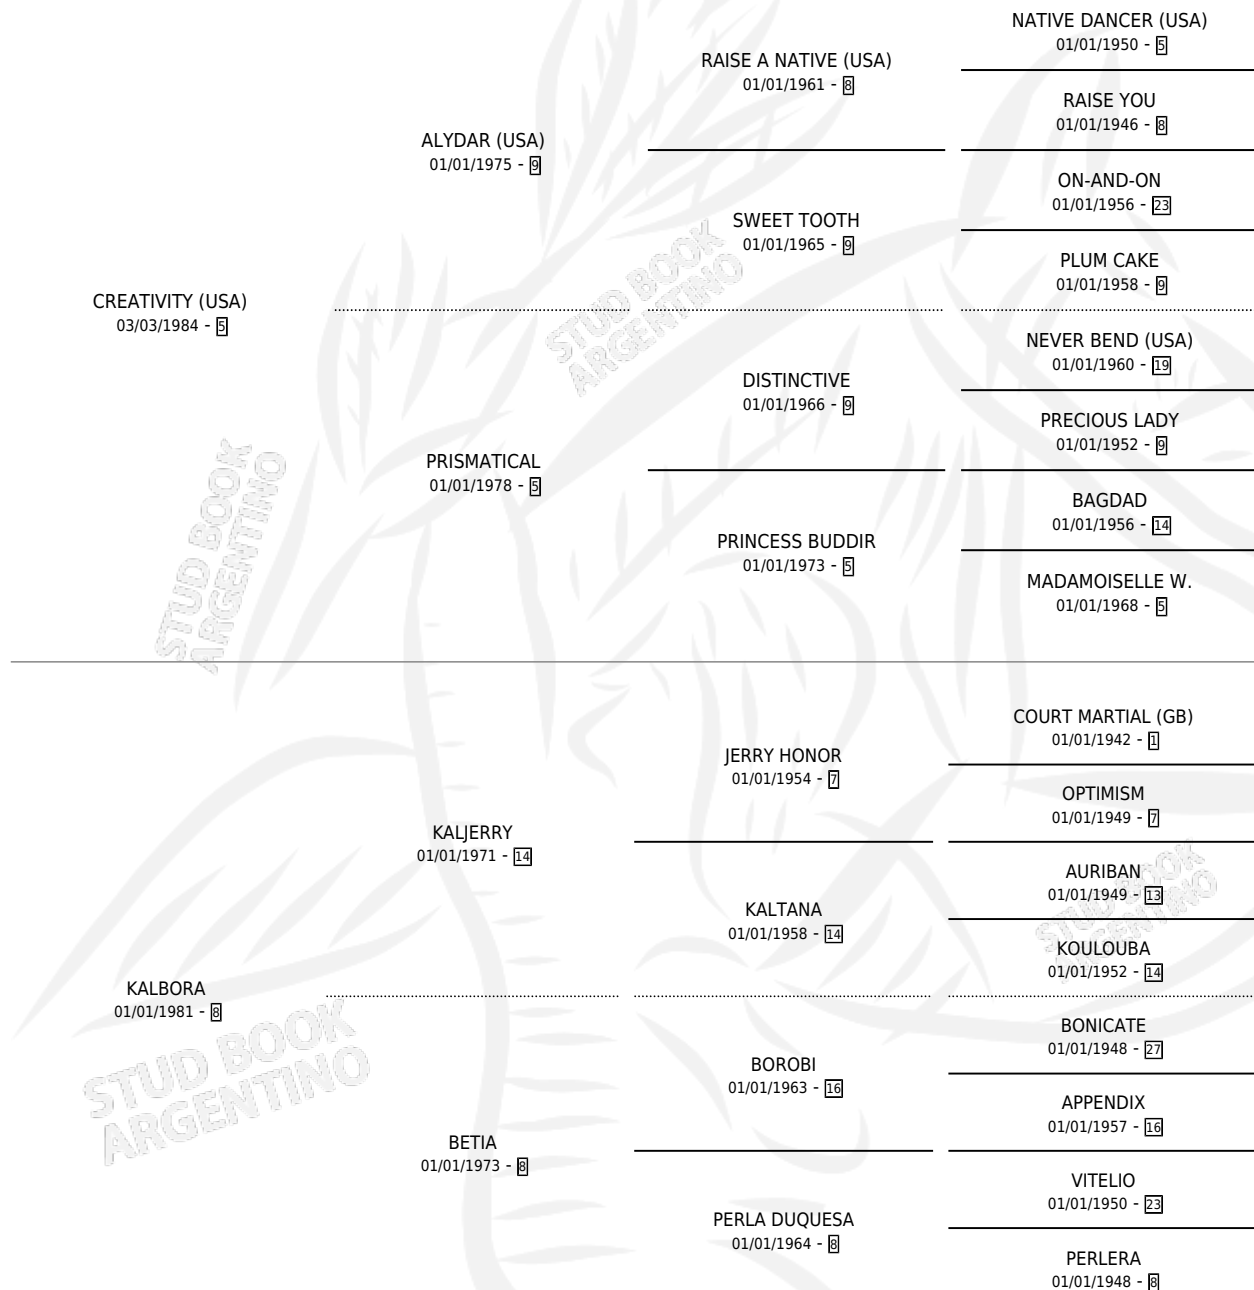 NATIVE DANCER (USA)
01/01/1950 - 5
RAISE A NATIVE (USA)
01/01/1961 - 8
RAISE YOU
01/01/1946 - 8
ALYDAR (USA)
01/01/1975 - 9
ON-AND-ON
01/01/1956 - 23
SWEET TOOTH
01/01/1965 - 9
PLUM CAKE
01/01/1958 - 9
CREATIVITY (USA)
03/03/1984 - 5
NEVER BEND (USA)
01/01/1960 - 19
DISTINCTIVE
01/01/1966 - 9
PRECIOUS LADY
01/01/1952 - 9
PRISMATICAL
01/01/1978 - 5
BAGDAD
01/01/1956 - 14
PRINCESS BUDDIR
01/01/1973 - 5
MADAMOISELLE W.
01/01/1968 - 5
COURT MARTIAL (GB)
01/01/1942 - 1
JERRY HONOR
01/01/1954 - 7
OPTIMISM
01/01/1949 - 7
KALJERRY
01/01/1971 - 14
AURIBAN
01/01/1949 - 13
KALTANA
01/01/1958 - 14
KOULOUBA
01/01/1952 - 14
KALBORA
01/01/1981 - 8
BONICATE
01/01/1948 - 27
BOROBI
01/01/1963 - 16
APPENDIX
01/01/1957 - 16
BETIA
01/01/1973 - 8
VITELIO
01/01/1950 - 23
PERLA DUQUESA
01/01/1964 - 8
PERLERA
01/01/1948 - 8
STUD BOOK
ARGENTINO
STUD BOOK
ARGENTINO
STUD BOOK
ARGENTINO
STUD BOOK
ARGENTINO